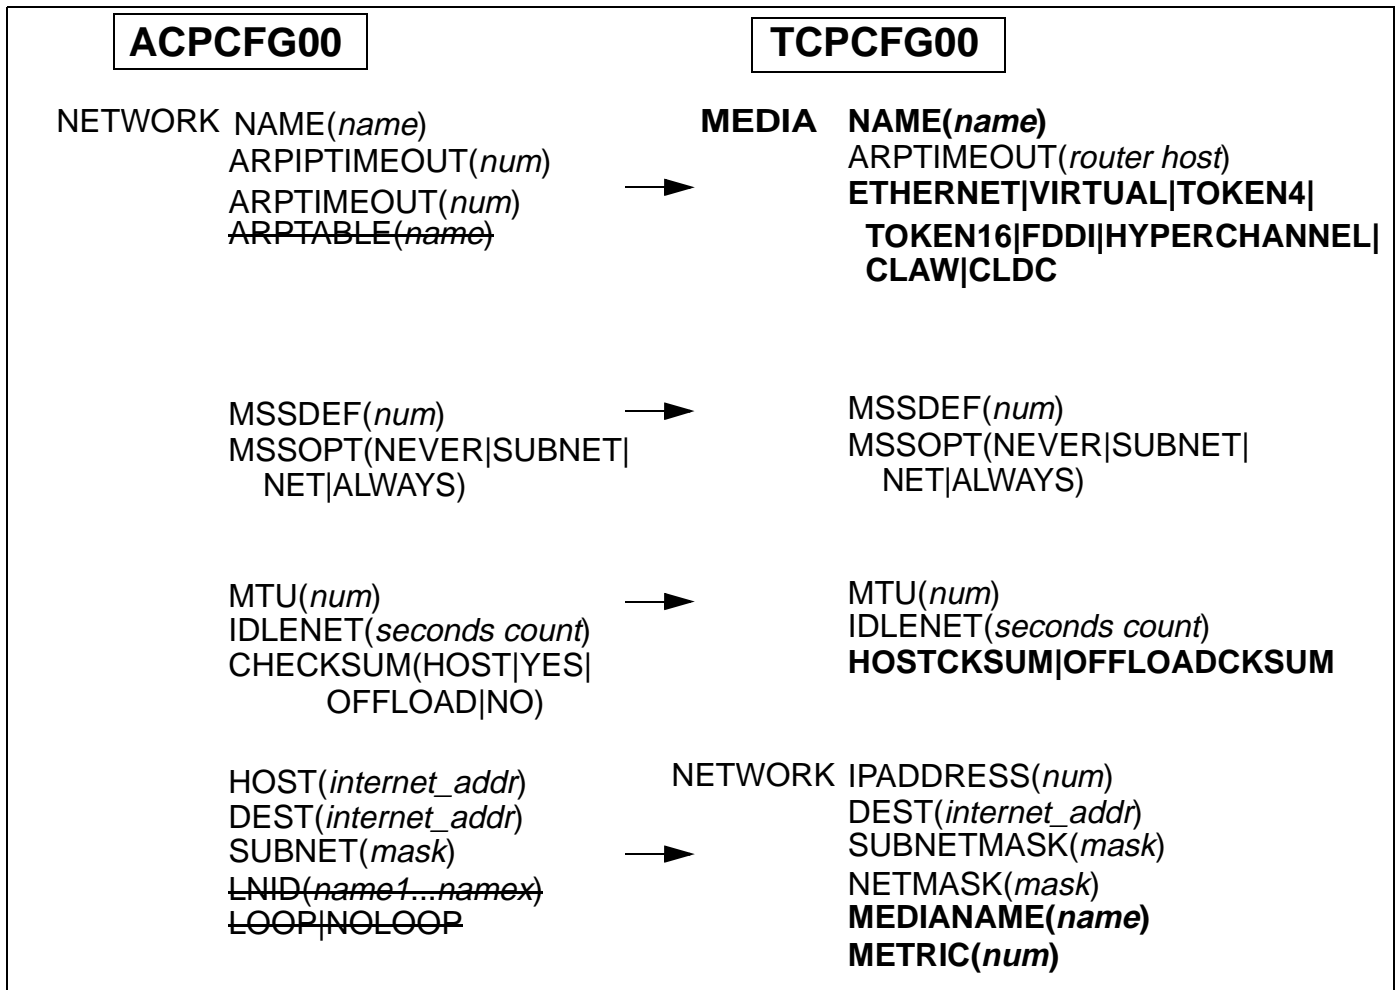 ACPCFG00
TCPCFG00
NETWORK NAME(name)
ARPIPTIMEOUT(num)
ARPTIMEOUT(num)
ARPTABLE(name)
MEDIA NAME(name)
ARPTIMEOUT(router host)
ETHERNET|VIRTUAL|TOKEN4|
TOKEN16|FDDI|HYPERCHANNEL|
CLAW|CLDC
MSSDEF(num)
MSSOPT(NEVER|SUBNET|
NET|ALWAYS)
MSSDEF(num)
MSSOPT(NEVER|SUBNET|
NET|ALWAYS)
MTU(num)
IDLENET(seconds count)
CHECKSUM(HOST|YES|
OFFLOAD|NO)
MTU(num)
IDLENET(seconds count)
HOSTCKSUM|OFFLOADCKSUM
HOST(internet_addr)
DEST(internet_addr)
SUBNET(mask)
LNID(name1...namex)
LOOP|NOLOOP
NETWORK IPADDRESS(num)
DEST(internet_addr)
SUBNETMASK(mask)
NETMASK(mask)
MEDIANAME(name)
METRIC(num)